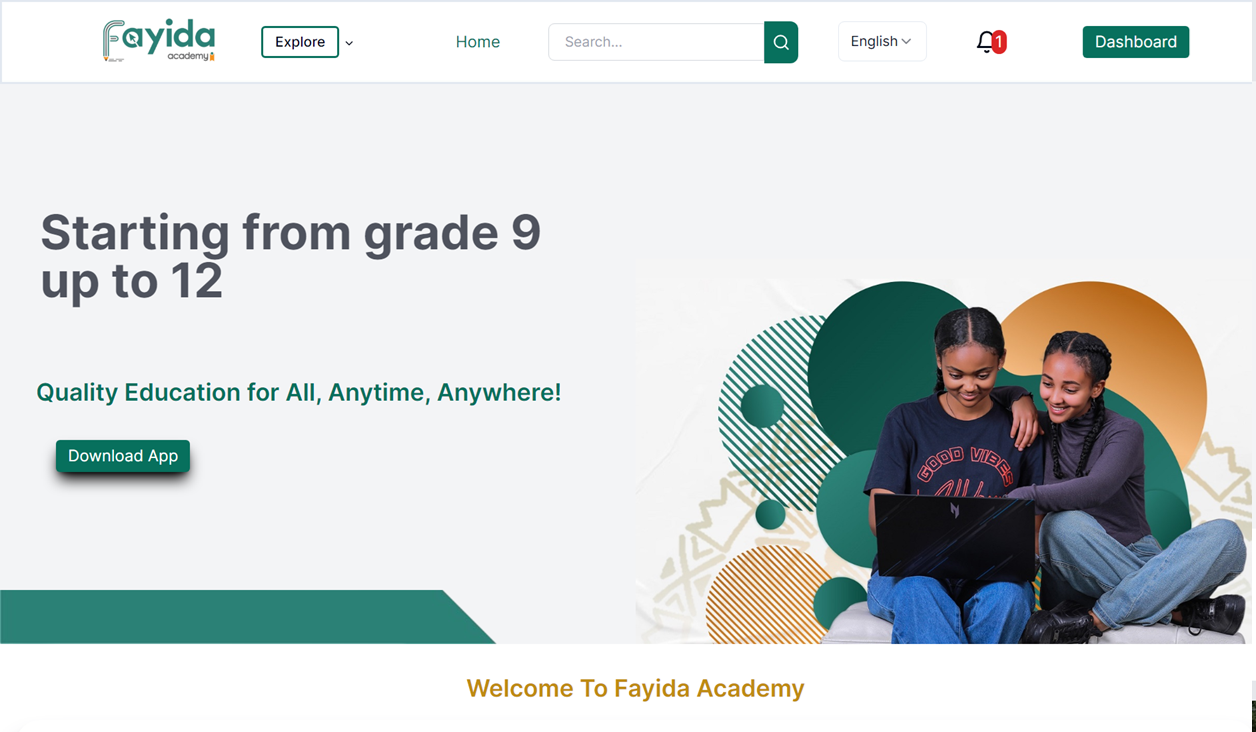 Fayida
academy
Explore
Home
Search...
English
1
Dashboard
Starting from grade 9
up to 12
Quality Education for All, Anytime, Anywhere!
Download App
GOOD VIBES
Welcome To Fayida Academy